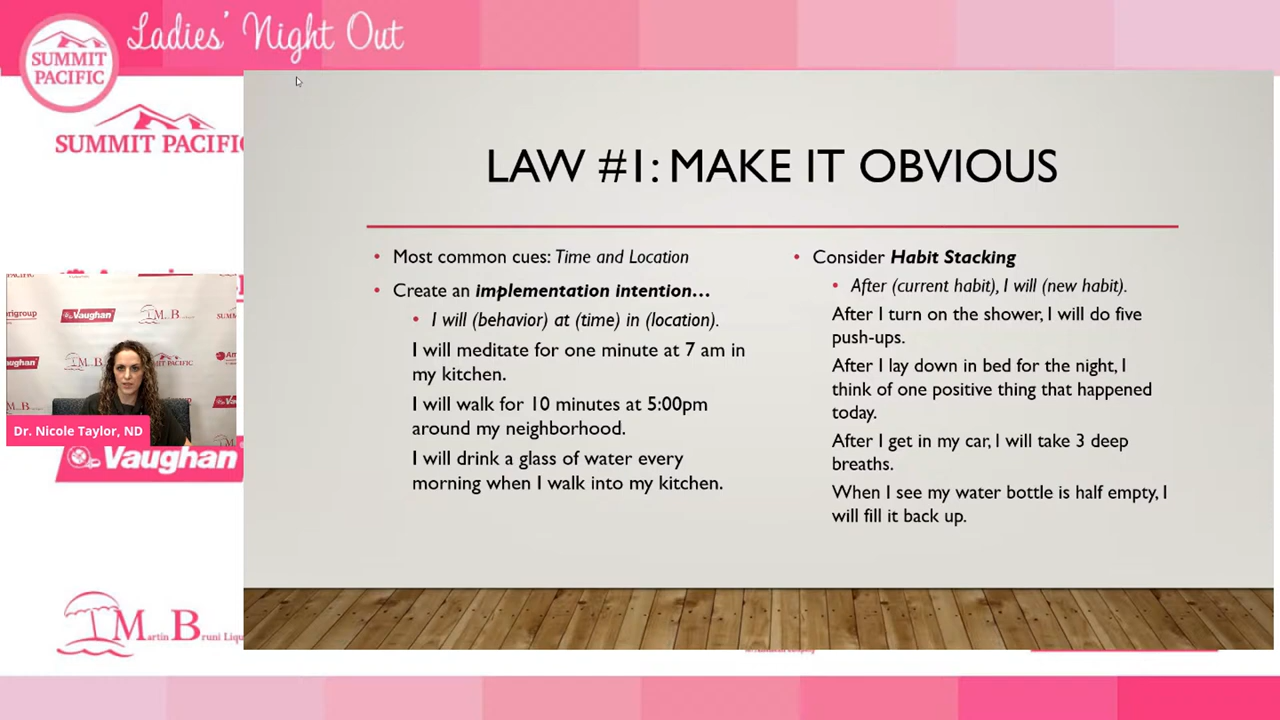 Ladies' Night Out
SUMMIT
PACIFIC
SUMMIT PACIFIC
LAW #1: MAKE IT OBVIOUS
• Most common cues: Time and Location
• Create an implementation intention…
• I will (behavior) at (time) in (location).
I will meditate for one minute at 7 am in
my kitchen.
I will walk for 10 minutes at 5:00pm
around my neighborhood.
I will drink a glass of water every
morning when I walk into my kitchen.
• Consider Habit Stacking
• After (current habit), I will (new habit).
After I turn on the shower, I will do five
push-ups.
After I lay down in bed for the night, I
think of one positive thing that happened
today.
After I get in my car, I will take 3 deep
breaths.
When I see my water bottle is half empty, I
will fill it back up.
Vaughan
Dr. Nicole Taylor, ND
Vaughan
Martin Bruni Liqu